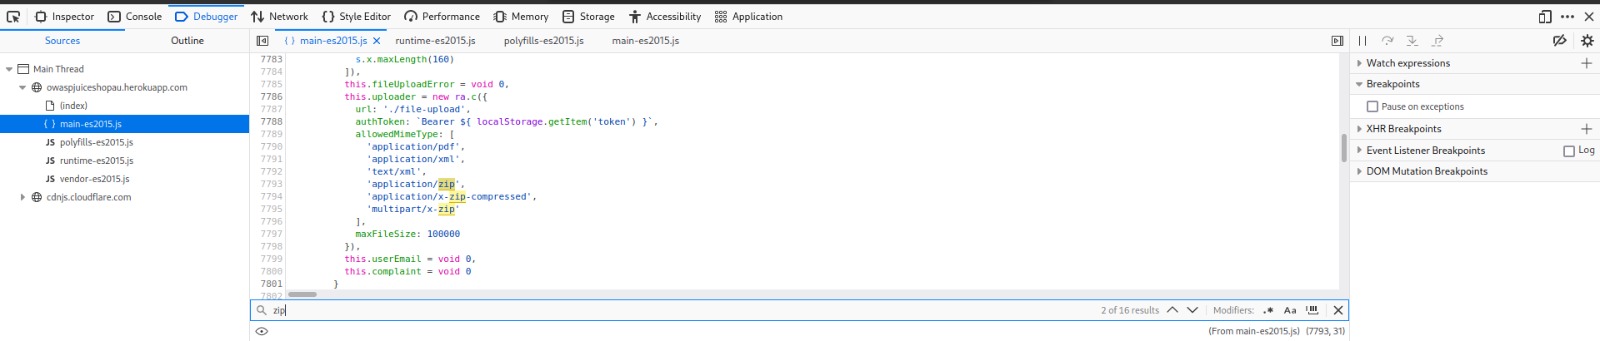 Inspector Console Debugger Network Style Editor Performance Memory Storage Accessibility Application
Sources Outline
main-es2015.js runtime-es2015.js polyfills-es2015.js main-es2015.js
Main Thread
owaspjuiceshopau.herokuapp.com
(index)
{ } main-es2015.js
JS polyfills-es2015.js
JS runtime-es2015.js
JS vendor-es2015.js
cdnjs.cloudflare.com
7783 s.x.maxLength(160)
7784 ]),
7785 this.fileUploadError = void 0,
7786 this.uploader = new ra.c({
7787 url: './file-upload',
7788 authToken: `Bearer ${ localStorage.getItem('token') }`,
7789 allowedMimeType: [
7790 'application/pdf',
7791 'application/xml',
7792 'text/xml',
7793 'application/zip',
7794 'application/x-zip-compressed',
7795 'multipart/x-zip'
7796 ],
7797 maxFileSize: 100000
7798 }),
7799 this.userEmail = void 0,
7800 this.complaint = void 0
7801 }
7802
zip 2 of 16 results Modifiers: .* Aa
(From main-es2015.js) (7793, 31)
Watch expressions
Breakpoints
Pause on exceptions
XHR Breakpoints
Event Listener Breakpoints Log
DOM Mutation Breakpoints